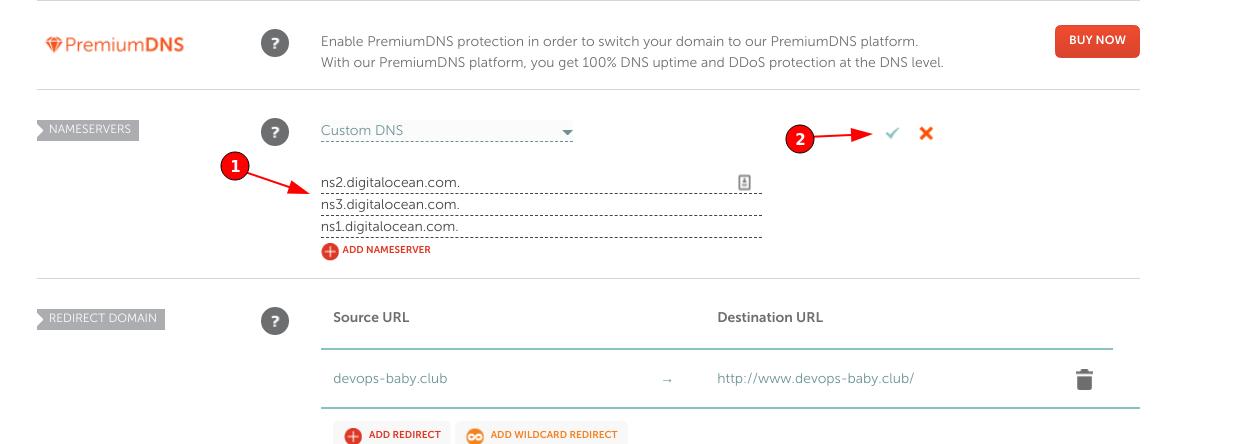 PremiumDNS
?
Enable PremiumDNS protection in order to switch your domain to our PremiumDNS platform.
With our PremiumDNS platform, you get 100% DNS uptime and DDoS protection at the DNS level.
BUY NOW
NAMESERVERS
?
Custom DNS
2
1
ns2.digitalocean.com.
ns3.digitalocean.com.
ns1.digitalocean.com.
ADD NAMESERVER
REDIRECT DOMAIN
?
Source URL
Destination URL
devops-baby.club
→
http://www.devops-baby.club/
ADD REDIRECT
ADD WILDCARD REDIRECT